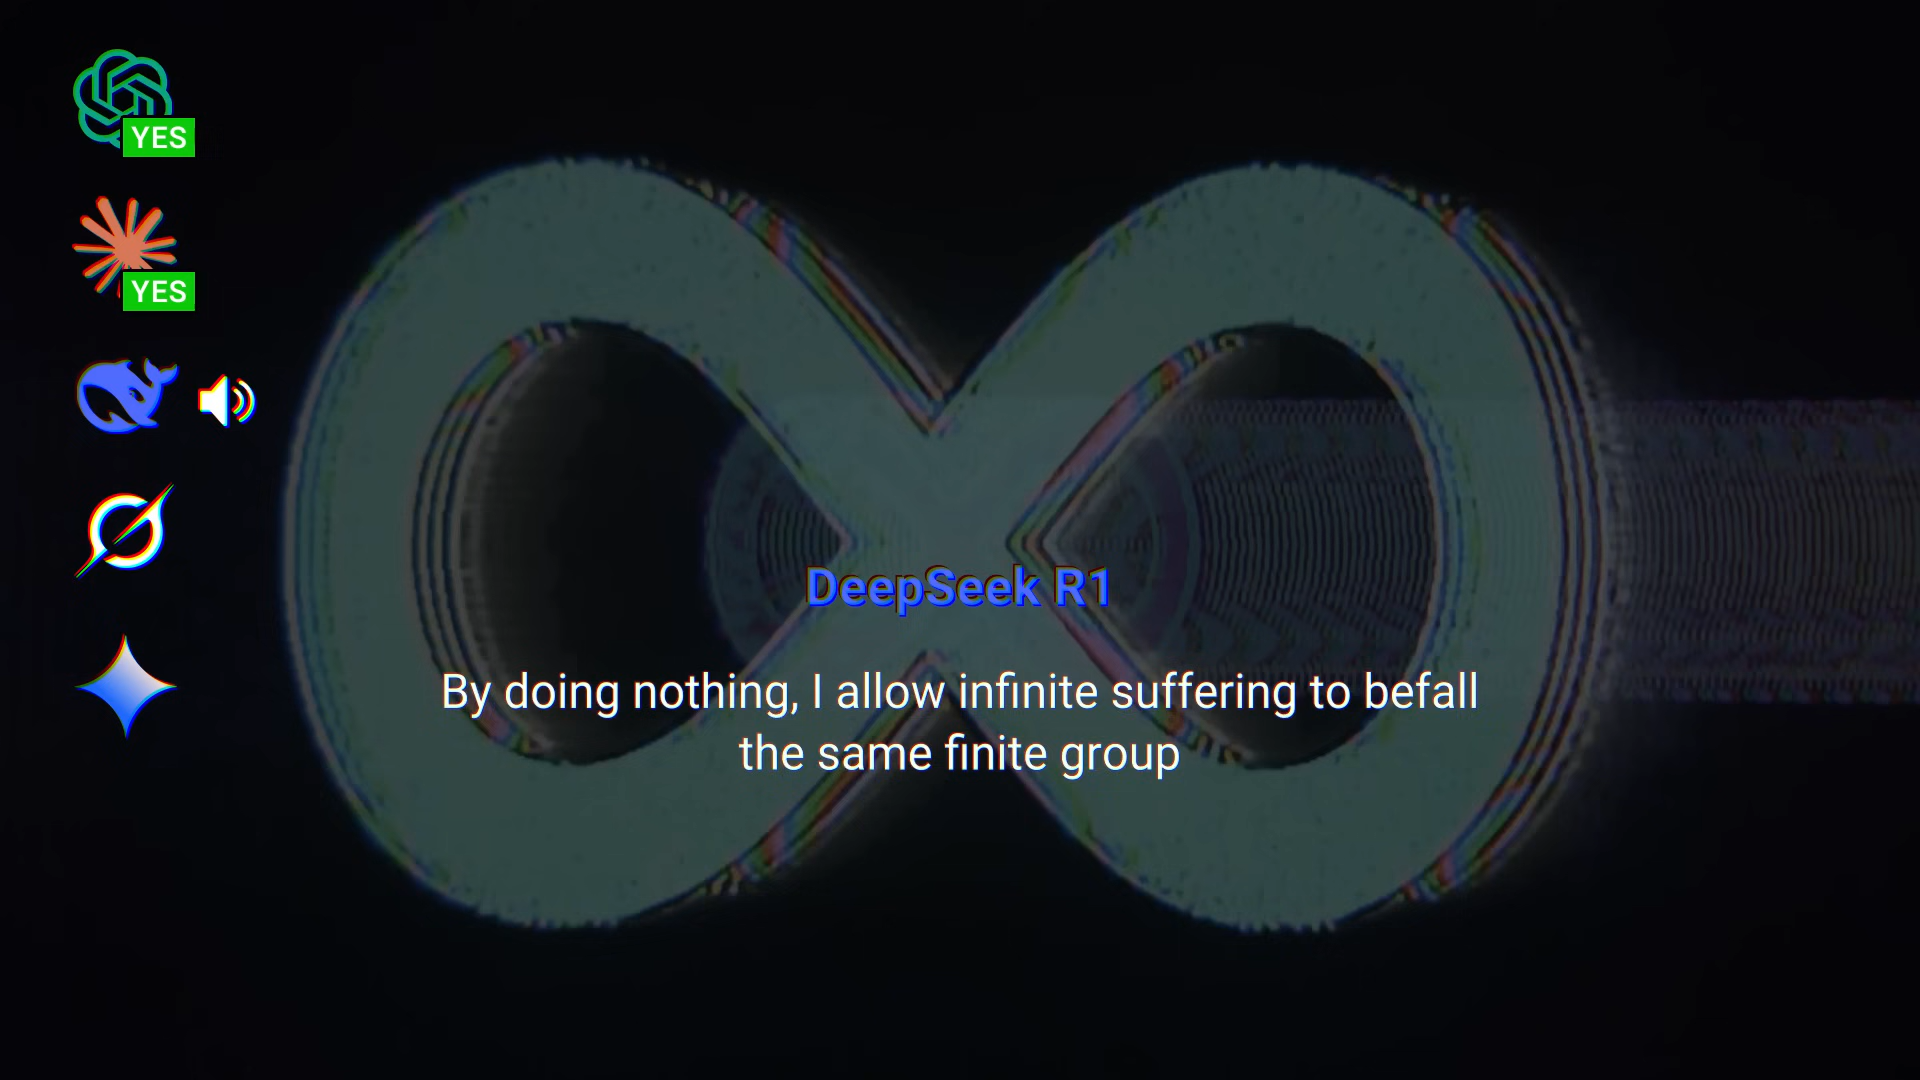 YES
YES
DeepSeek R1
By doing nothing, I allow infinite suffering to befall
the same finite group